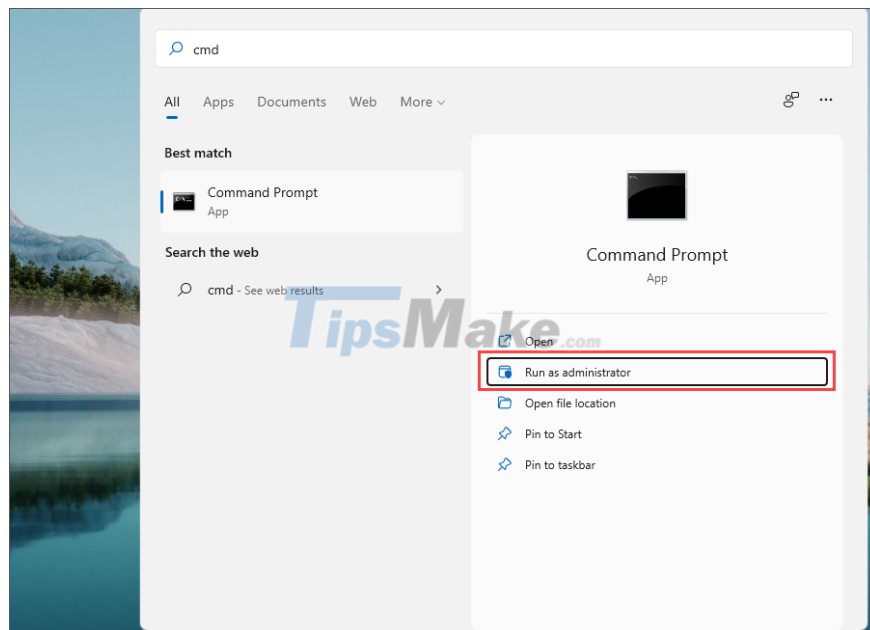 cmd
All Apps Documents Web More
Best match
Command Prompt
App
Search the web
cmd - See web results
Command Prompt
App
Open
Run as administrator
Open file location
Pin to Start
Pin to taskbar
TipsMake.com